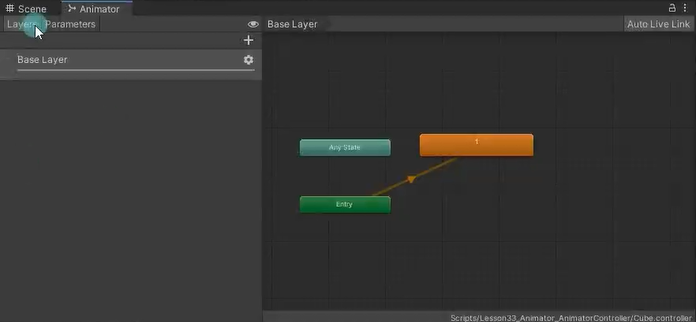 Scene Animator
Layers Parameters Base Layer Auto Live Link
Base Layer
1
Any State
Entry
Scripts/Lesson33_Animator_AnimatorController/Cube.controller